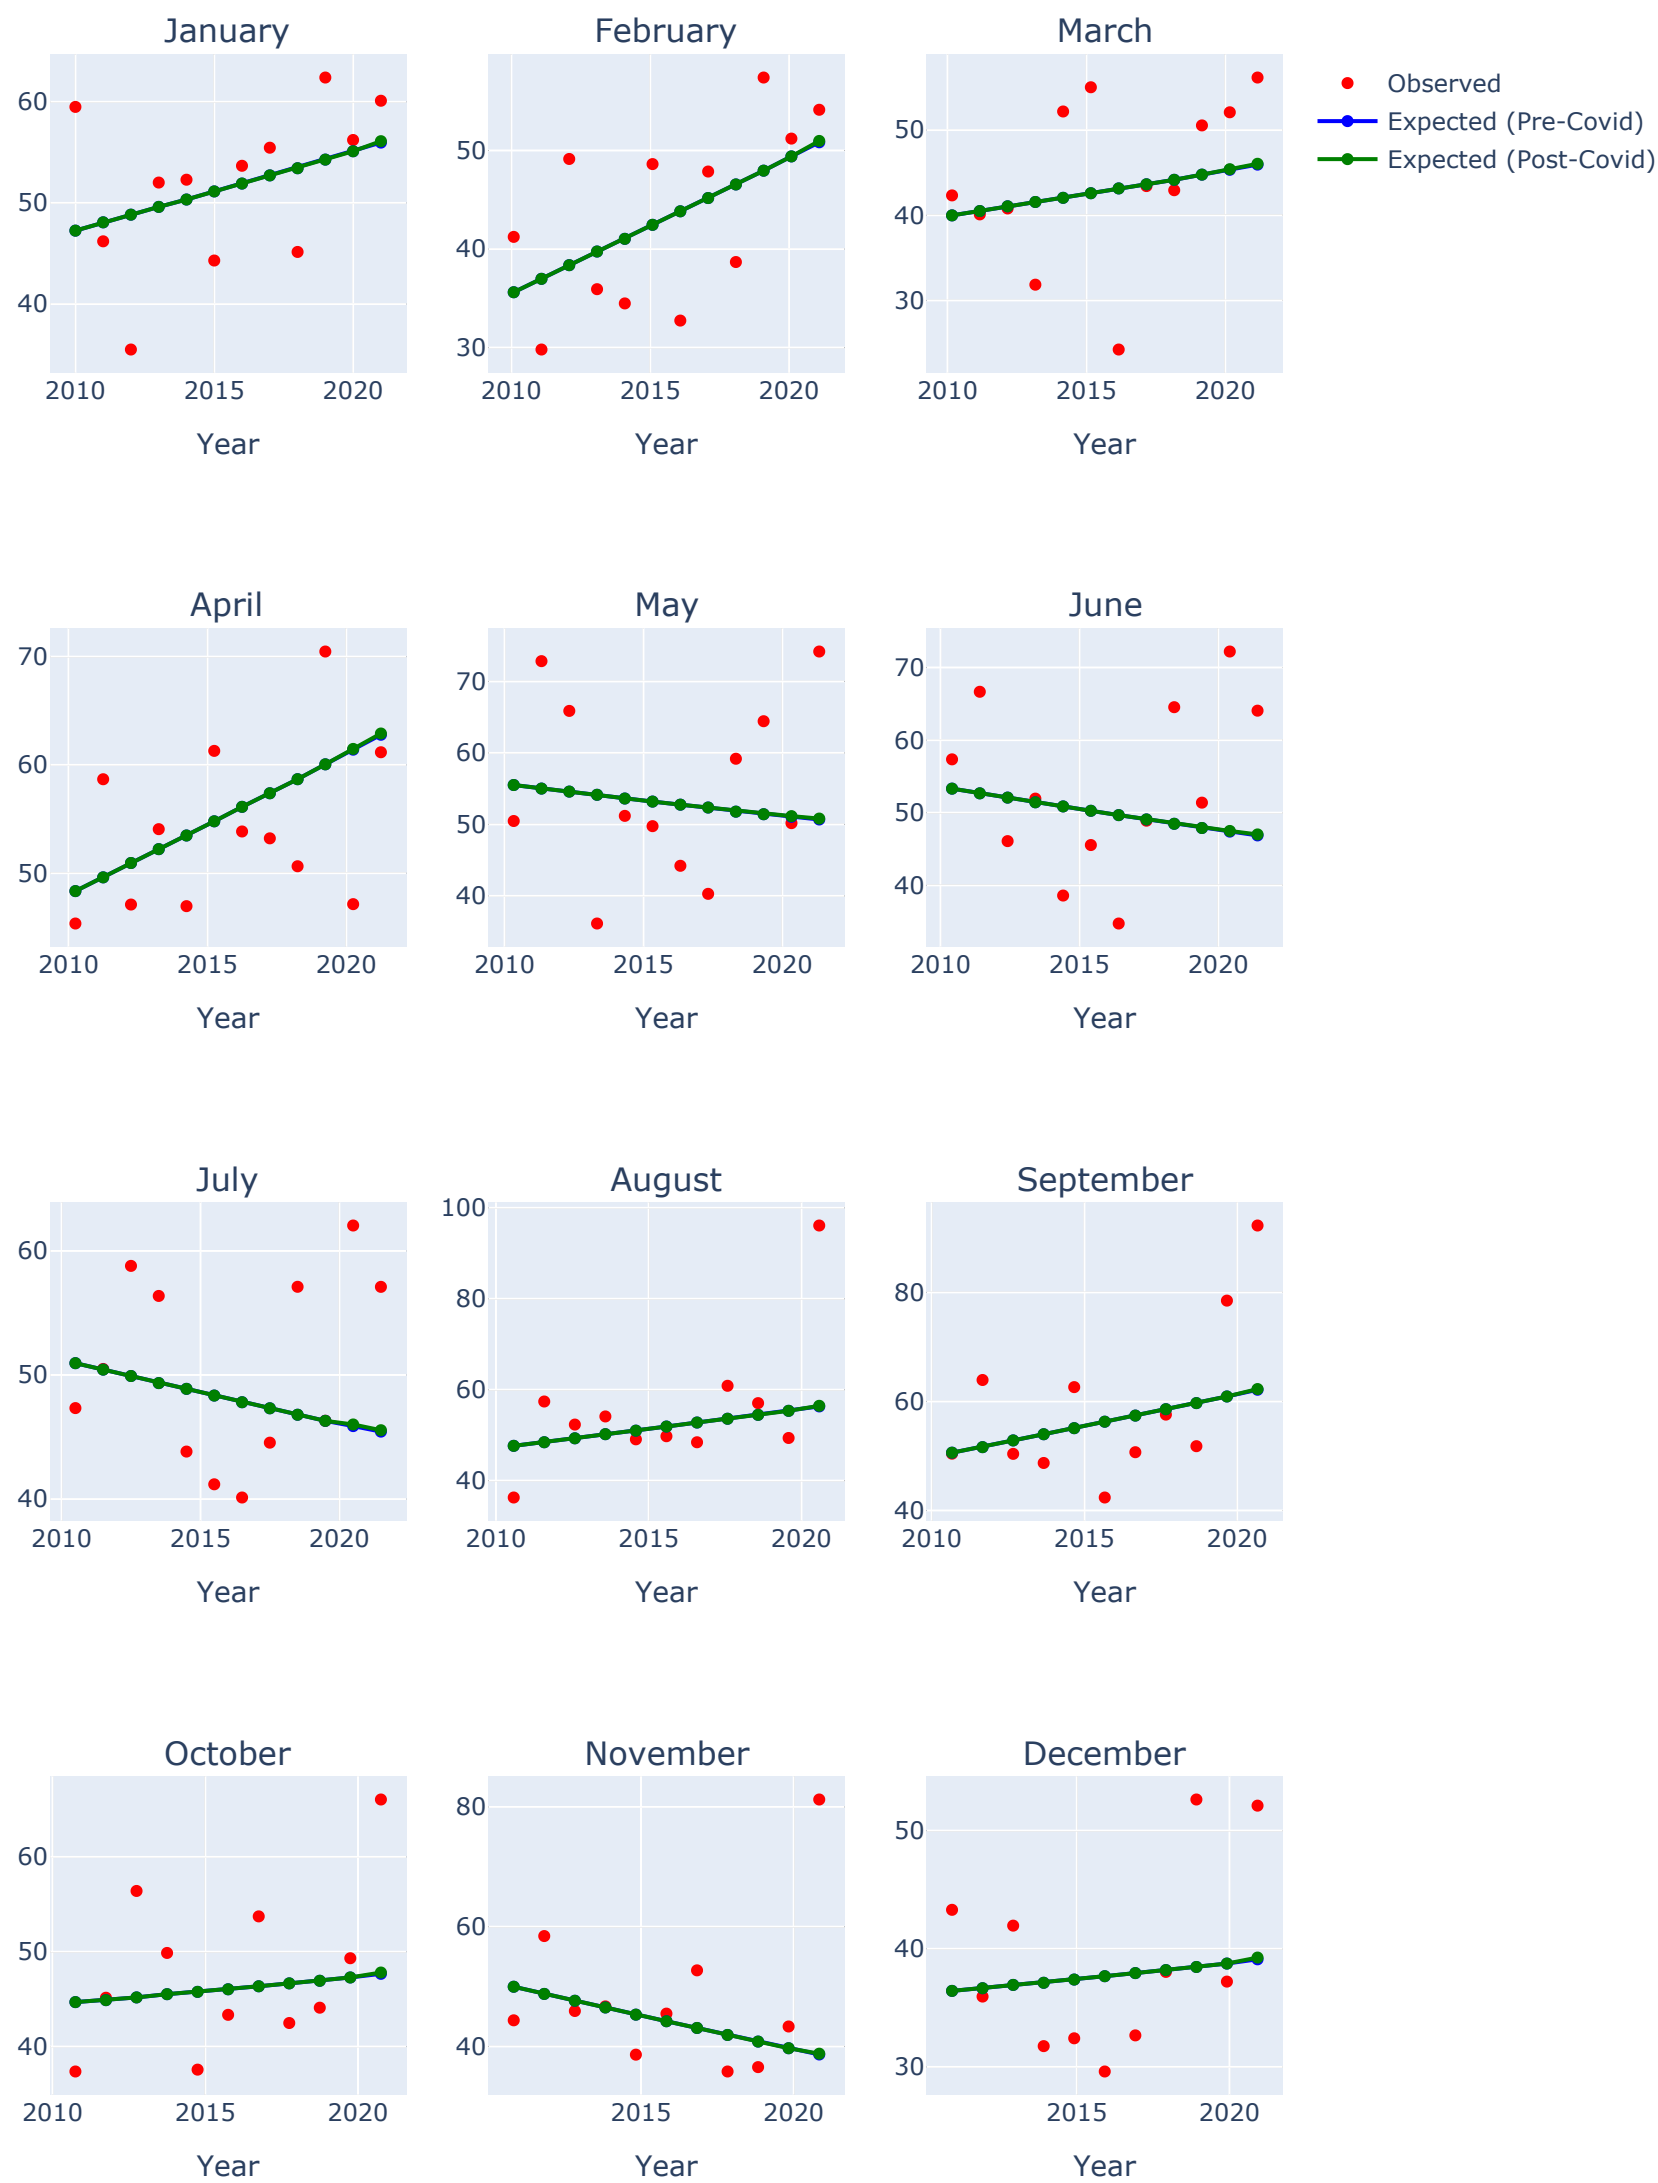 January February March
60
50
40
2010 2015 2020
Year
50
40
30
2010 2015 2020
Year
50
40
30
2010 2015 2020
Year
Observed
Expected (Pre-Covid)
Expected (Post-Covid)
April May June
70
60
50
2010 2015 2020
Year
70
60
50
40
2010 2015 2020
Year
70
60
50
40
2010 2015 2020
Year
July August September
60
50
40
2010 2015 2020
Year
100
80
60
40
2010 2015 2020
Year
80
60
40
2010 2015 2020
Year
October November December
60
50
40
2010 2015 2020
Year
80
60
40
2015 2020
Year
50
40
30
2015 2020
Year